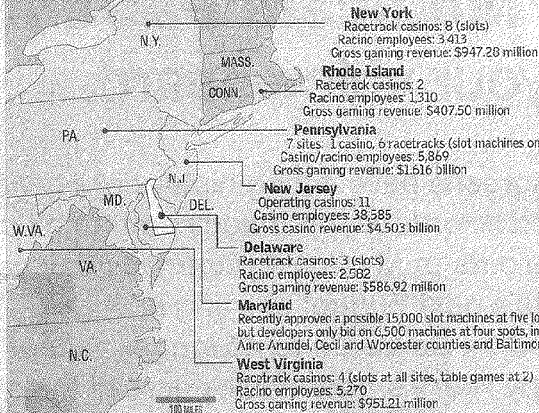 New York
Racetrack casinos: 8 (slots)
Racino employees: 3,413
Gross gaming revenue: $947.28 million
N.Y.
MASS.
Rhode Island
Racetrack casinos: 2
Racino employees: 1,310
Gross gaming revenue: $407.50 million
CONN.
Pennsylvania
7 sites: 1 casino, 6 racetracks (slot machines on
Casino/racino employees: 5,869
Gross gaming revenue: $1.616 billion
PA.
N.J.
New Jersey
Operating casinos: 11
Casino employees: 38,585
Gross casino revenue: $4.503 billion
MD.
DEL.
W.VA.
VA.
Delaware
Racetrack casinos: 3 (slots)
Racino employees: 2,582
Gross gaming revenue: $586.92 million
Maryland
Recently approved a possible 15,000 slot machines at five lo
but developers only bid on 6,500 machines at four spots, in
Anne Arundel, Cecil and Worcester counties and Baltimor
N.C.
West Virginia
Racetrack casinos: 4 (slots at all sites, table games at 2)
Racino employees: 5,270
Gross gaming revenue: $951.21 million
100 MILES